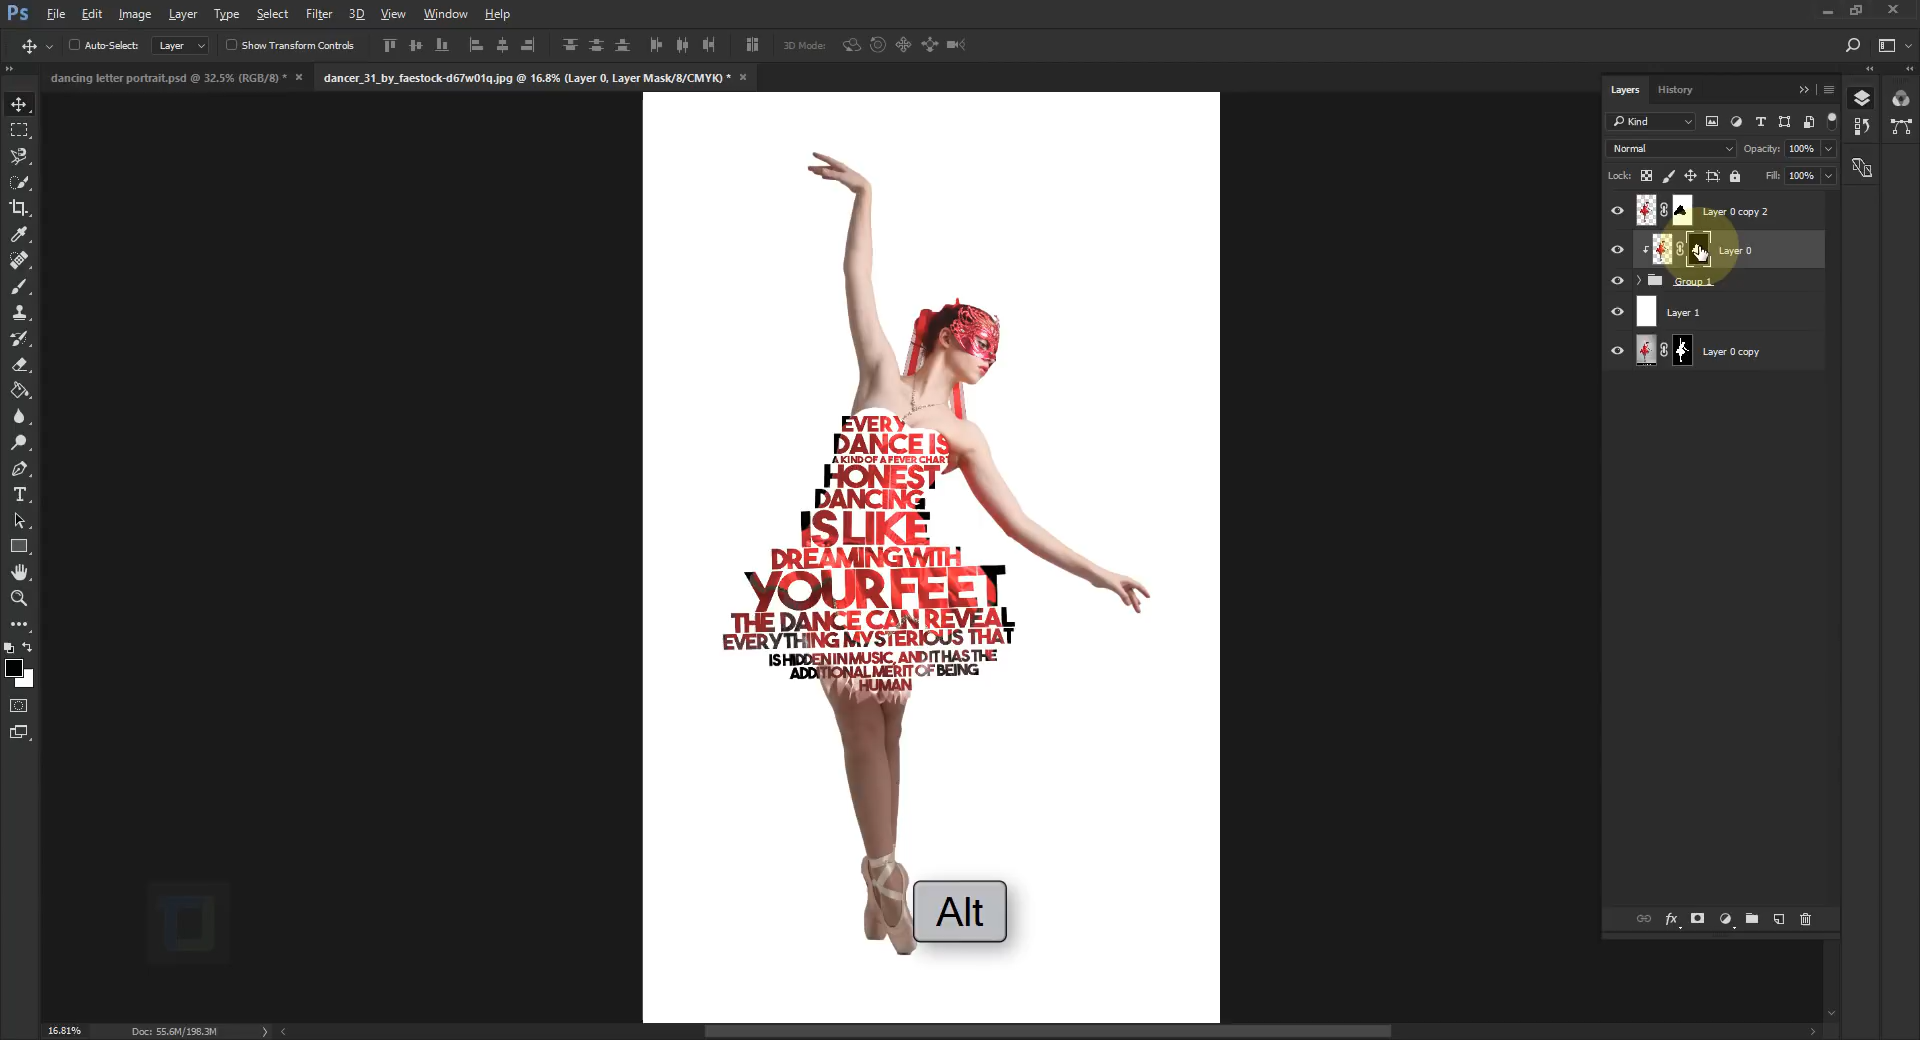 Ps File Edit Image Layer Type Select Filter 3D View Window Help
Auto-Select: Layer Show Transform Controls 3D Mode:
dancing letter portrait.psd @ 32.5% (RGB/8) * × dancer_31_by_faestock-d67w01q.jpg @ 16.8% (Layer 0, Layer Mask/8/CMYK) * ×
Layers History
Kind
Normal Opacity: 100%
Lock: Fill: 100%
Layer 0 copy 2
Layer 0
Group 1
Layer 1
Layer 0 copy
EVERY
DANCE IS
A KIND OF A FEVER CHART
HONEST
DANCING
IS LIKE
DREAMING WITH
YOUR FEET
THE DANCE CAN REVEAL
EVERYTHING MYSTERIOUS THAT
IS HIDDEN IN MUSIC, AND IT HAS THE
ADDITIONAL MERIT OF BEING
HUMAN
Alt
fx
16.81% Doc: 55.6M/198.3M